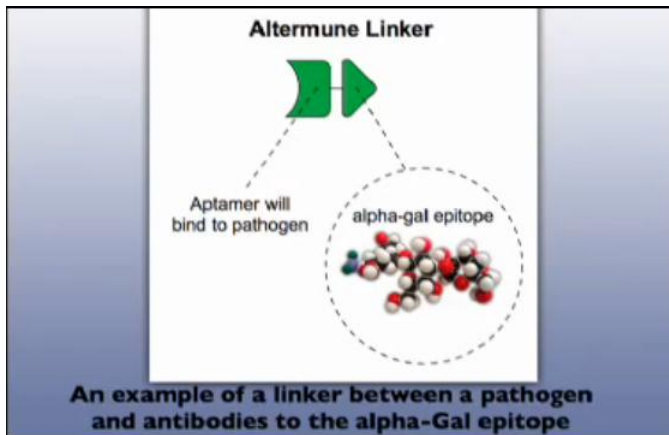 Altermune Linker
Aptamer will
bind to pathogen
alpha-gal epitope
An example of a linker between a pathogen
and antibodies to the alpha-Gal epitope